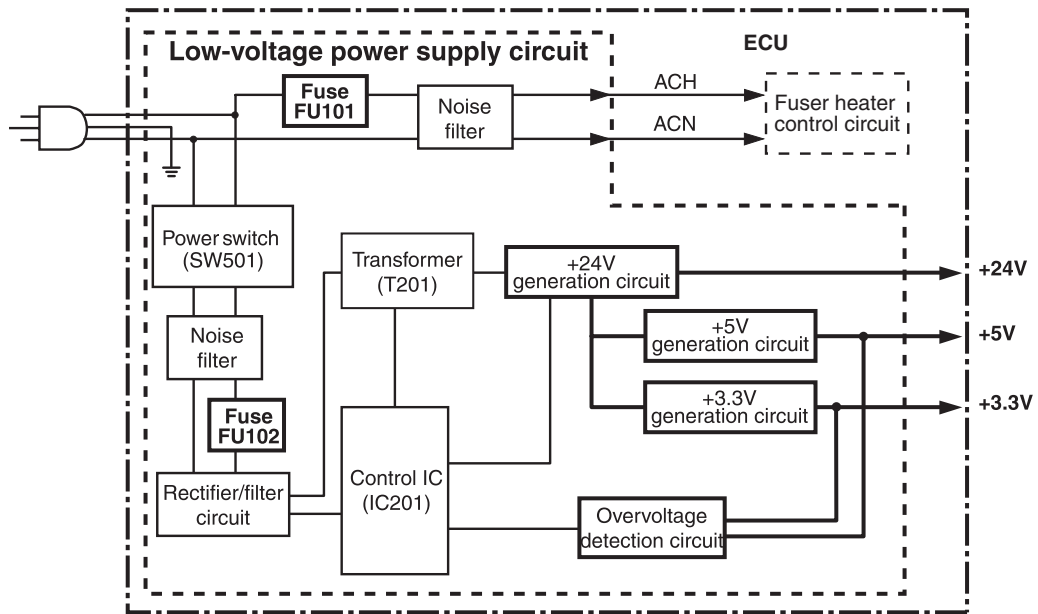 Low-voltage power supply circuit
ECU
Fuse
FU101
Noise
filter
ACH
ACN
Fuser heater
control circuit
Power switch
(SW501)
Transformer
(T201)
+24V
generation circuit
+24V
Noise
filter
+5V
generation circuit
+5V
Fuse
FU102
+3.3V
generation circuit
+3.3V
Rectifier/filter
circuit
Control IC
(IC201)
Overvoltage
detection circuit